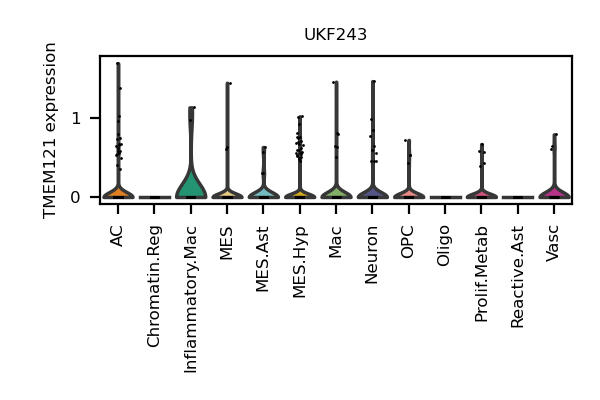 UKF243
TMEM121 expression
1
0
AC
Chromatin.Reg
Inflammatory.Mac
MES
MES.Ast
MES.Hyp
Mac
Neuron
OPC
Oligo
Prolif.Metab
Reactive.Ast
Vasc